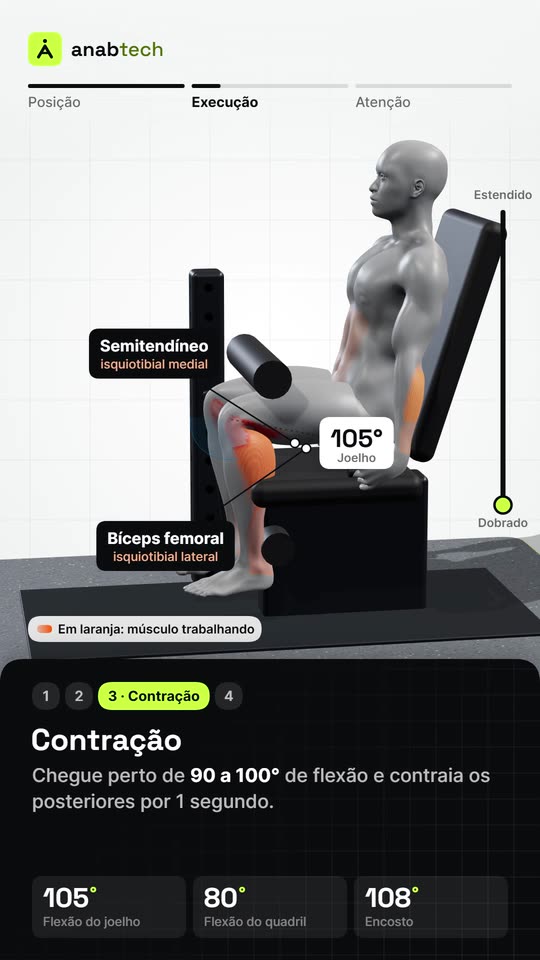 anabtech
Posição
Execução
Atenção
Estendido
Semitendíneo
isquiotibial medial
105°
Joelho
Dobrado
Bíceps femoral
isquiotibial lateral
Em laranja: músculo trabalhando
1
2
3 · Contração
4
Contração
Chegue perto de 90 a 100° de flexão e contraia os
posteriores por 1 segundo.
105°
Flexão do joelho
80°
Flexão do quadril
108°
Encosto